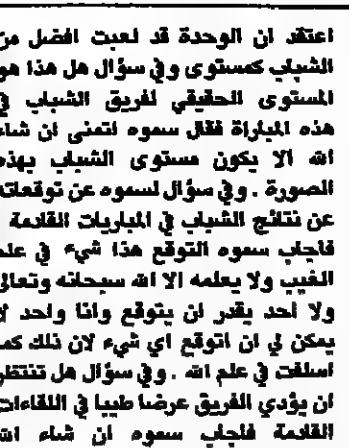 اعتقد ان الوحدة قد لعبت افضل من
الشباب كمستوى وفي سؤال هل هذا هو
المستوى الحقيقي لفريق الشباب في
هذه المباراة فقال سموه اتمنى ان شاء
الله الا يكون مستوى الشباب بهذه
الصورة . وفي سؤال لسموه عن توقعاته
عن نتائج الشباب في المباريات القادمة
فاجاب سموه التوقع هذا شيء في علم
الغيب ولا يعلمه الا الله سبحانه وتعالى
ولا احد يقدر ان يتوقع وانا واحد لا
يمكن لي ان اتوقع اي شيء لان ذلك كما
اسلفت في علم الله . وفي سؤال هل تنتظر
ان يؤدي الفريق عرضا طيبا في اللقاءات
القادمة فاجاب سموه ان شاء الله